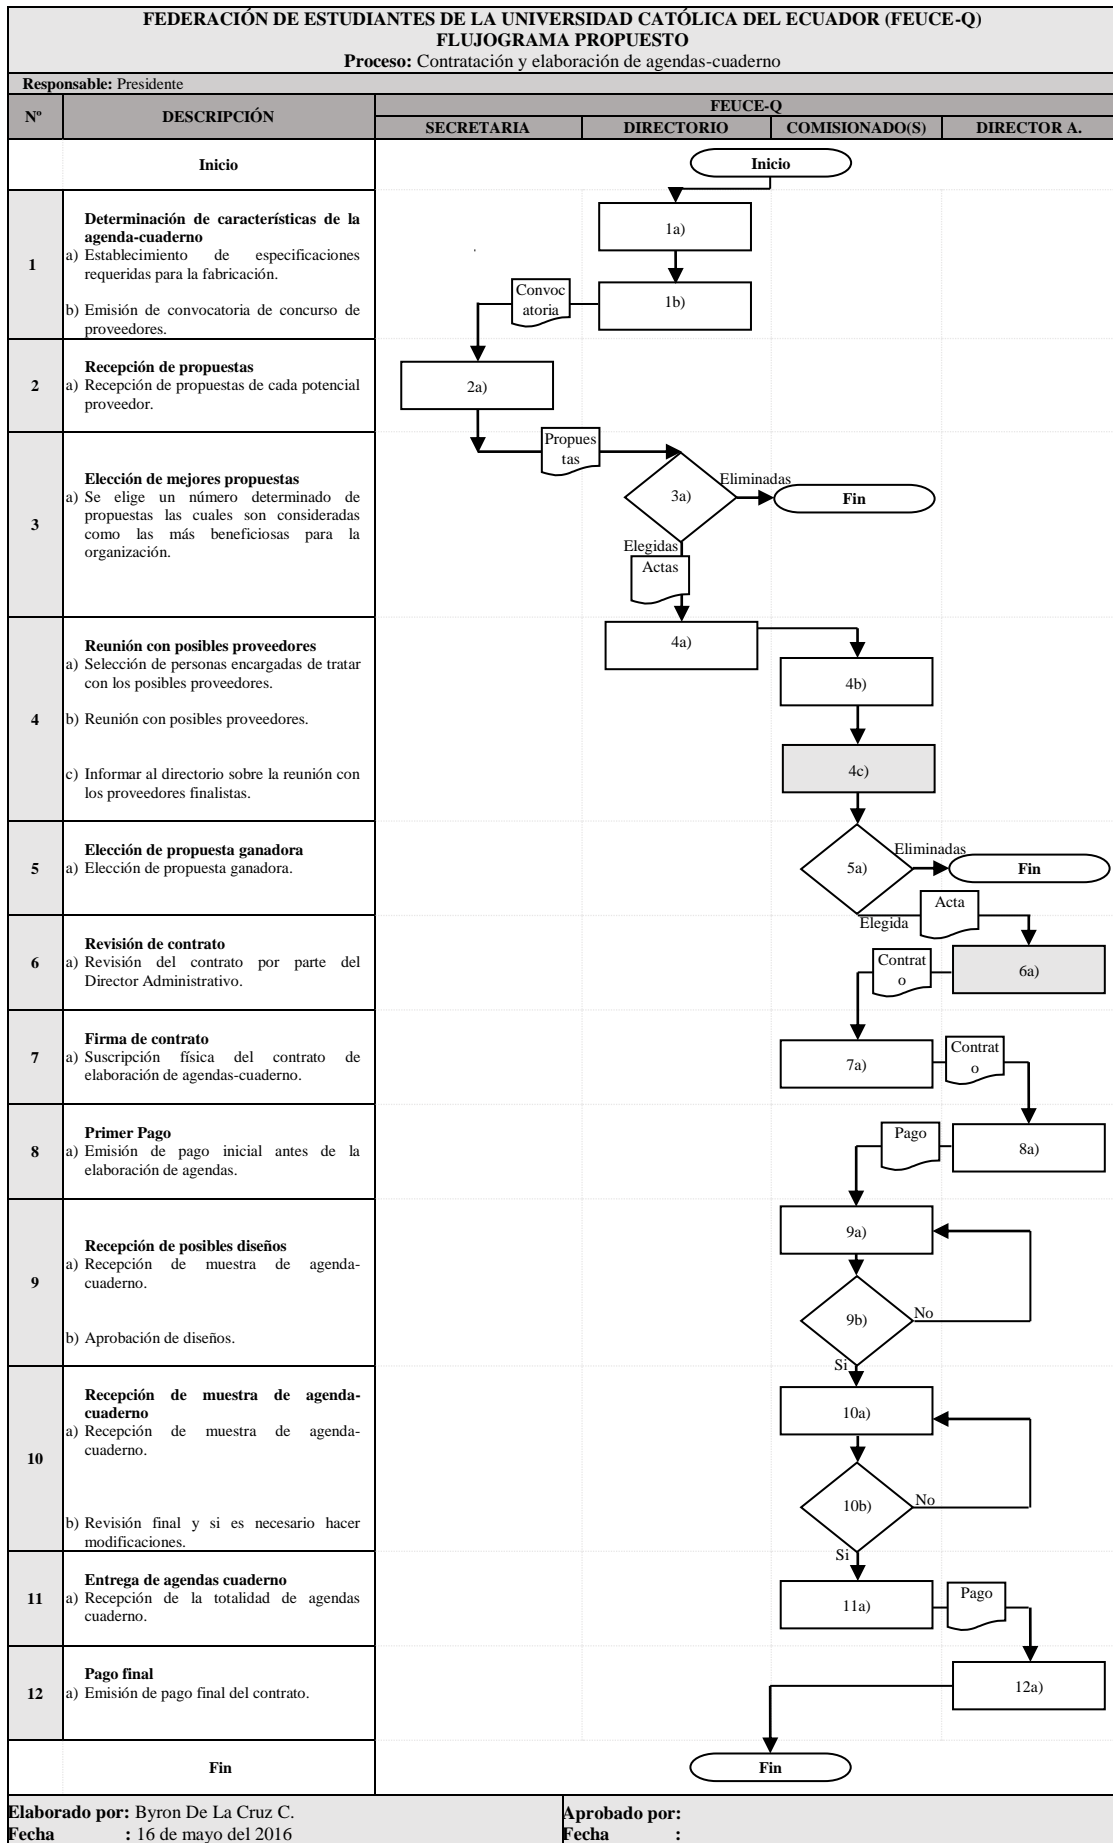 FEDERACIÓN DE ESTUDIANTES DE LA UNIVERSIDAD CATÓLICA DEL ECUADOR (FEUCE-Q)
FLUJOGRAMA PROPUESTO
Proceso: Contratación y elaboración de agendas-cuaderno
Responsable: Presidente
Nº
DESCRIPCIÓN
FEUCE-Q
SECRETARIA
DIRECTORIO
COMISIONADO(S)
DIRECTOR A.
Inicio
Inicio
1
Determinación de características de la
agenda-cuaderno
a) Establecimiento de especificaciones
requeridas para la fabricación.
b) Emisión de convocatoria de concurso de
proveedores.
1a)
Convoc
atoria
1b)
2
Recepción de propuestas
a) Recepción de propuestas de cada potencial
proveedor.
2a)
3
Elección de mejores propuestas
a) Se elige un número determinado de
propuestas las cuales son consideradas
como las más beneficiosas para la
organización.
Propues
tas
3a)
Eliminadas
Fin
Elegidas
Actas
4
Reunión con posibles proveedores
a) Selección de personas encargadas de tratar
con los posibles proveedores.
b) Reunión con posibles proveedores.
c) Informar al directorio sobre la reunión con
los proveedores finalistas.
4a)
4b)
4c)
5
Elección de propuesta ganadora
a) Elección de propuesta ganadora.
5a)
Eliminadas
Fin
Elegida
Acta
6
Revisión de contrato
a) Revisión del contrato por parte del
Director Administrativo.
Contrat
o
6a)
7
Firma de contrato
a) Suscripción física del contrato de
elaboración de agendas-cuaderno.
7a)
Contrat
o
8
Primer Pago
a) Emisión de pago inicial antes de la
elaboración de agendas.
Pago
8a)
9
Recepción de posibles diseños
a) Recepción de muestra de agenda-
cuaderno.
b) Aprobación de diseños.
9a)
9b)
No
Si
10
Recepción de muestra de agenda-
cuaderno
a) Recepción de muestra de agenda-
cuaderno.
b) Revisión final y si es necesario hacer
modificaciones.
10a)
10b)
No
Si
11
Entrega de agendas cuaderno
a) Recepción de la totalidad de agendas
cuaderno.
11a)
Pago
12
Pago final
a) Emisión de pago final del contrato.
12a)
Fin
Fin
Elaborado por: Byron De La Cruz C.
Fecha : 16 de mayo del 2016
Aprobado por:
Fecha :